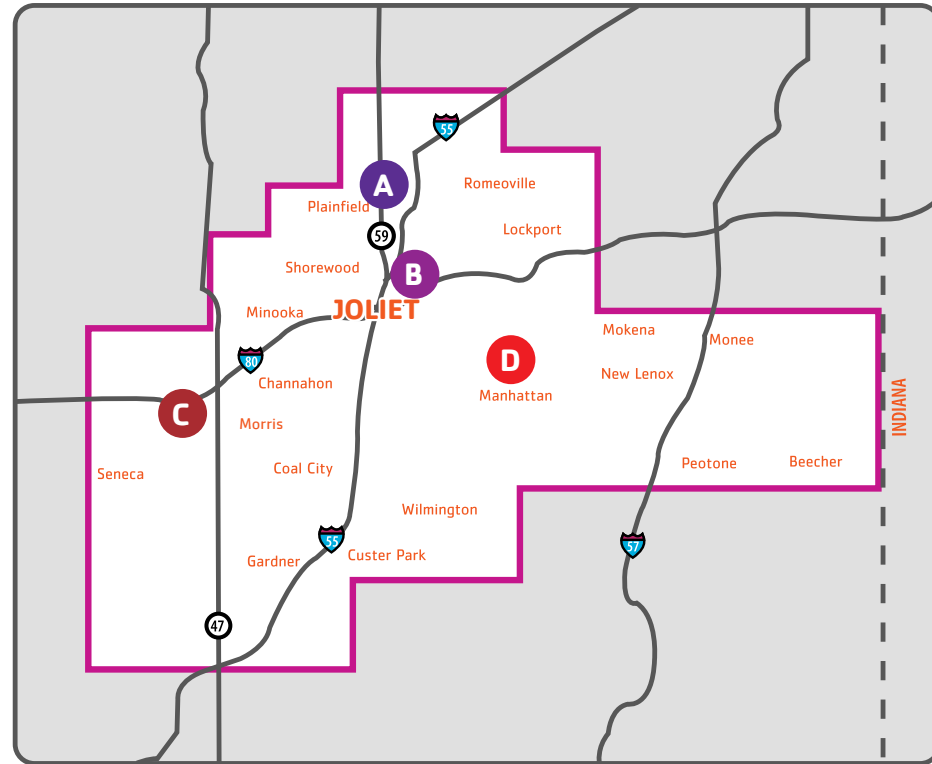 55
A
Romeoville
Plainfield
59
Lockport
Shorewood
B
JOLIET
Minooka
Mokena
Monee
80
D
New Lenox
Channahon
Manhattan
INDIANA
C
Morris
Peotone
Beecher
Coal City
Seneca
Wilmington
55
57
Custer Park
Gardner
47